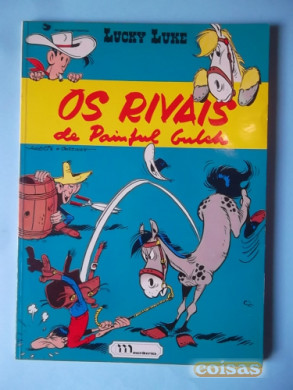 LUCKY LUKE
OS RIVAIS
de Painful Gulch
coisas